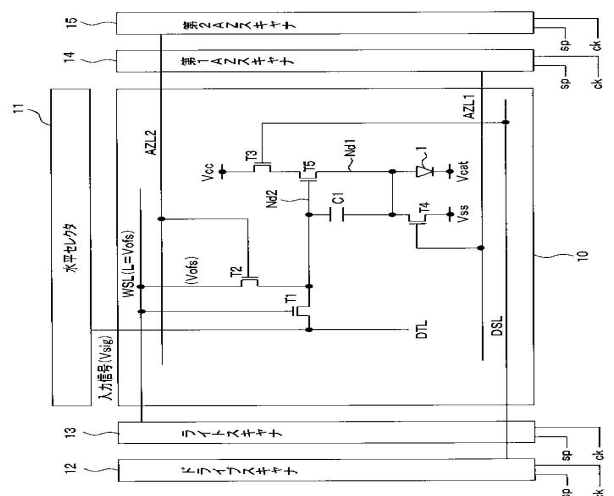 11
水平セレクタ
入力信号(Vsig)
12
ドライブスキャナ
sp
ck
13
ライトスキャナ
sp
ck
14
第1AZスキャナ
sp
ck
15
第2AZスキャナ
sp
ck
WSL(L=Vofs)
AZL2
(Vofs)
T2
T1
Vcc
T3
Nd2
T5
Nd1
C1
1
T4
Vcat
Vss
DTL
AZL1
DSL
10